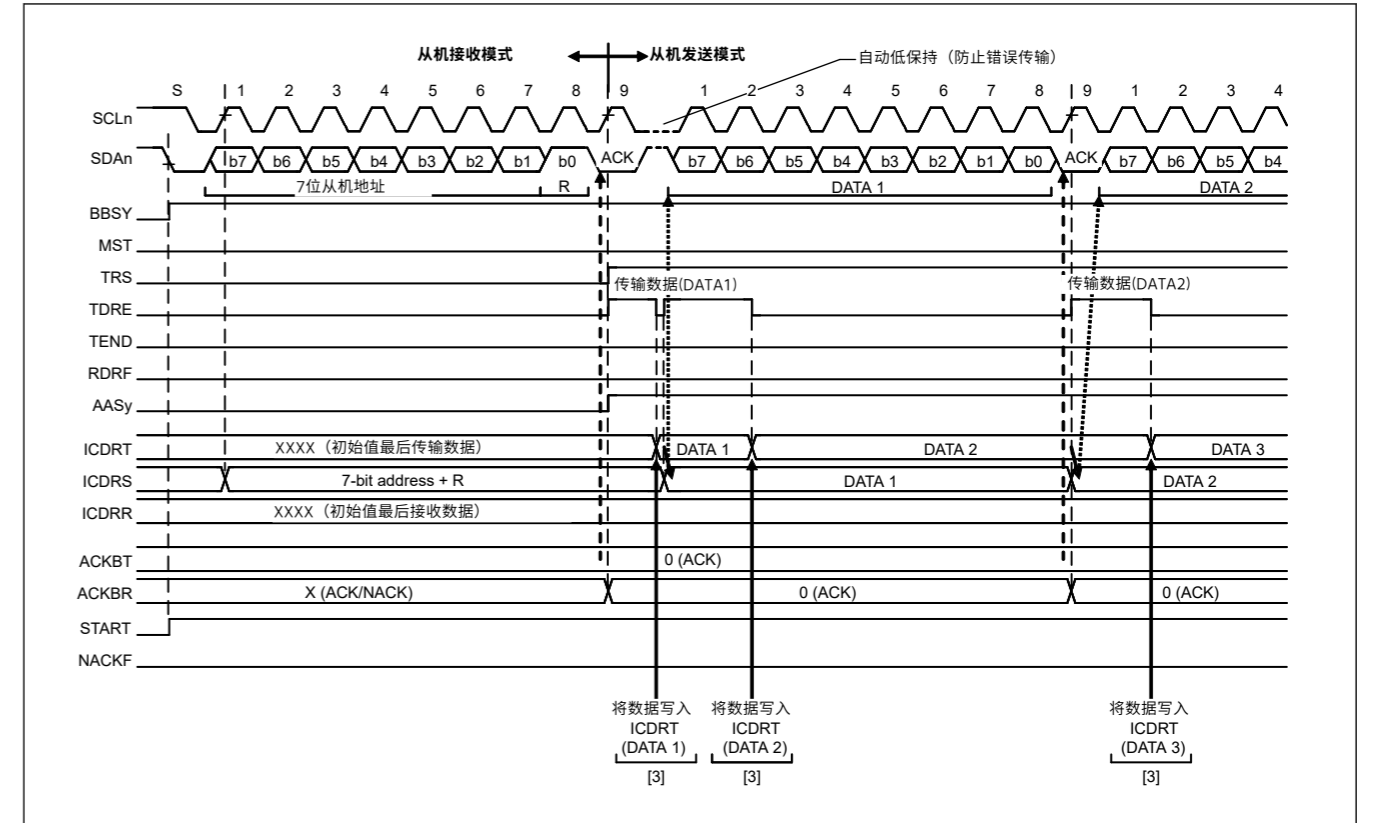 从机接收模式 从机发送模式 自动低保持（防止错误传输）
S 1 2 3 4 5 6 7 8 9 1 2 3 4 5 6 7 8 9 1 2 3 4
SCLn
SDAn b7 b6 b5 b4 b3 b2 b1 b0 ACK b7 b6 b5 b4 b3 b2 b1 b0 ACK b7 b6 b5 b4
7位从机地址 R DATA 1 DATA 2
BBSY
MST
TRS
传输数据(DATA1) 传输数据(DATA2)
TDRE
TEND
RDRF
AASy
ICDRT XXXX（初始值最后传输数据） DATA 1 DATA 2 DATA 3
ICDRS 7-bit address + R DATA 1 DATA 2
ICDRR XXXX（初始值最后接收数据）
ACKBT 0 (ACK)
ACKBR X (ACK/NACK) 0 (ACK) 0 (ACK)
START
NACKF
将数据写入 将数据写入 将数据写入
ICDRT ICDRT ICDRT
(DATA 1) (DATA 2) (DATA 3)
[3] [3] [3]